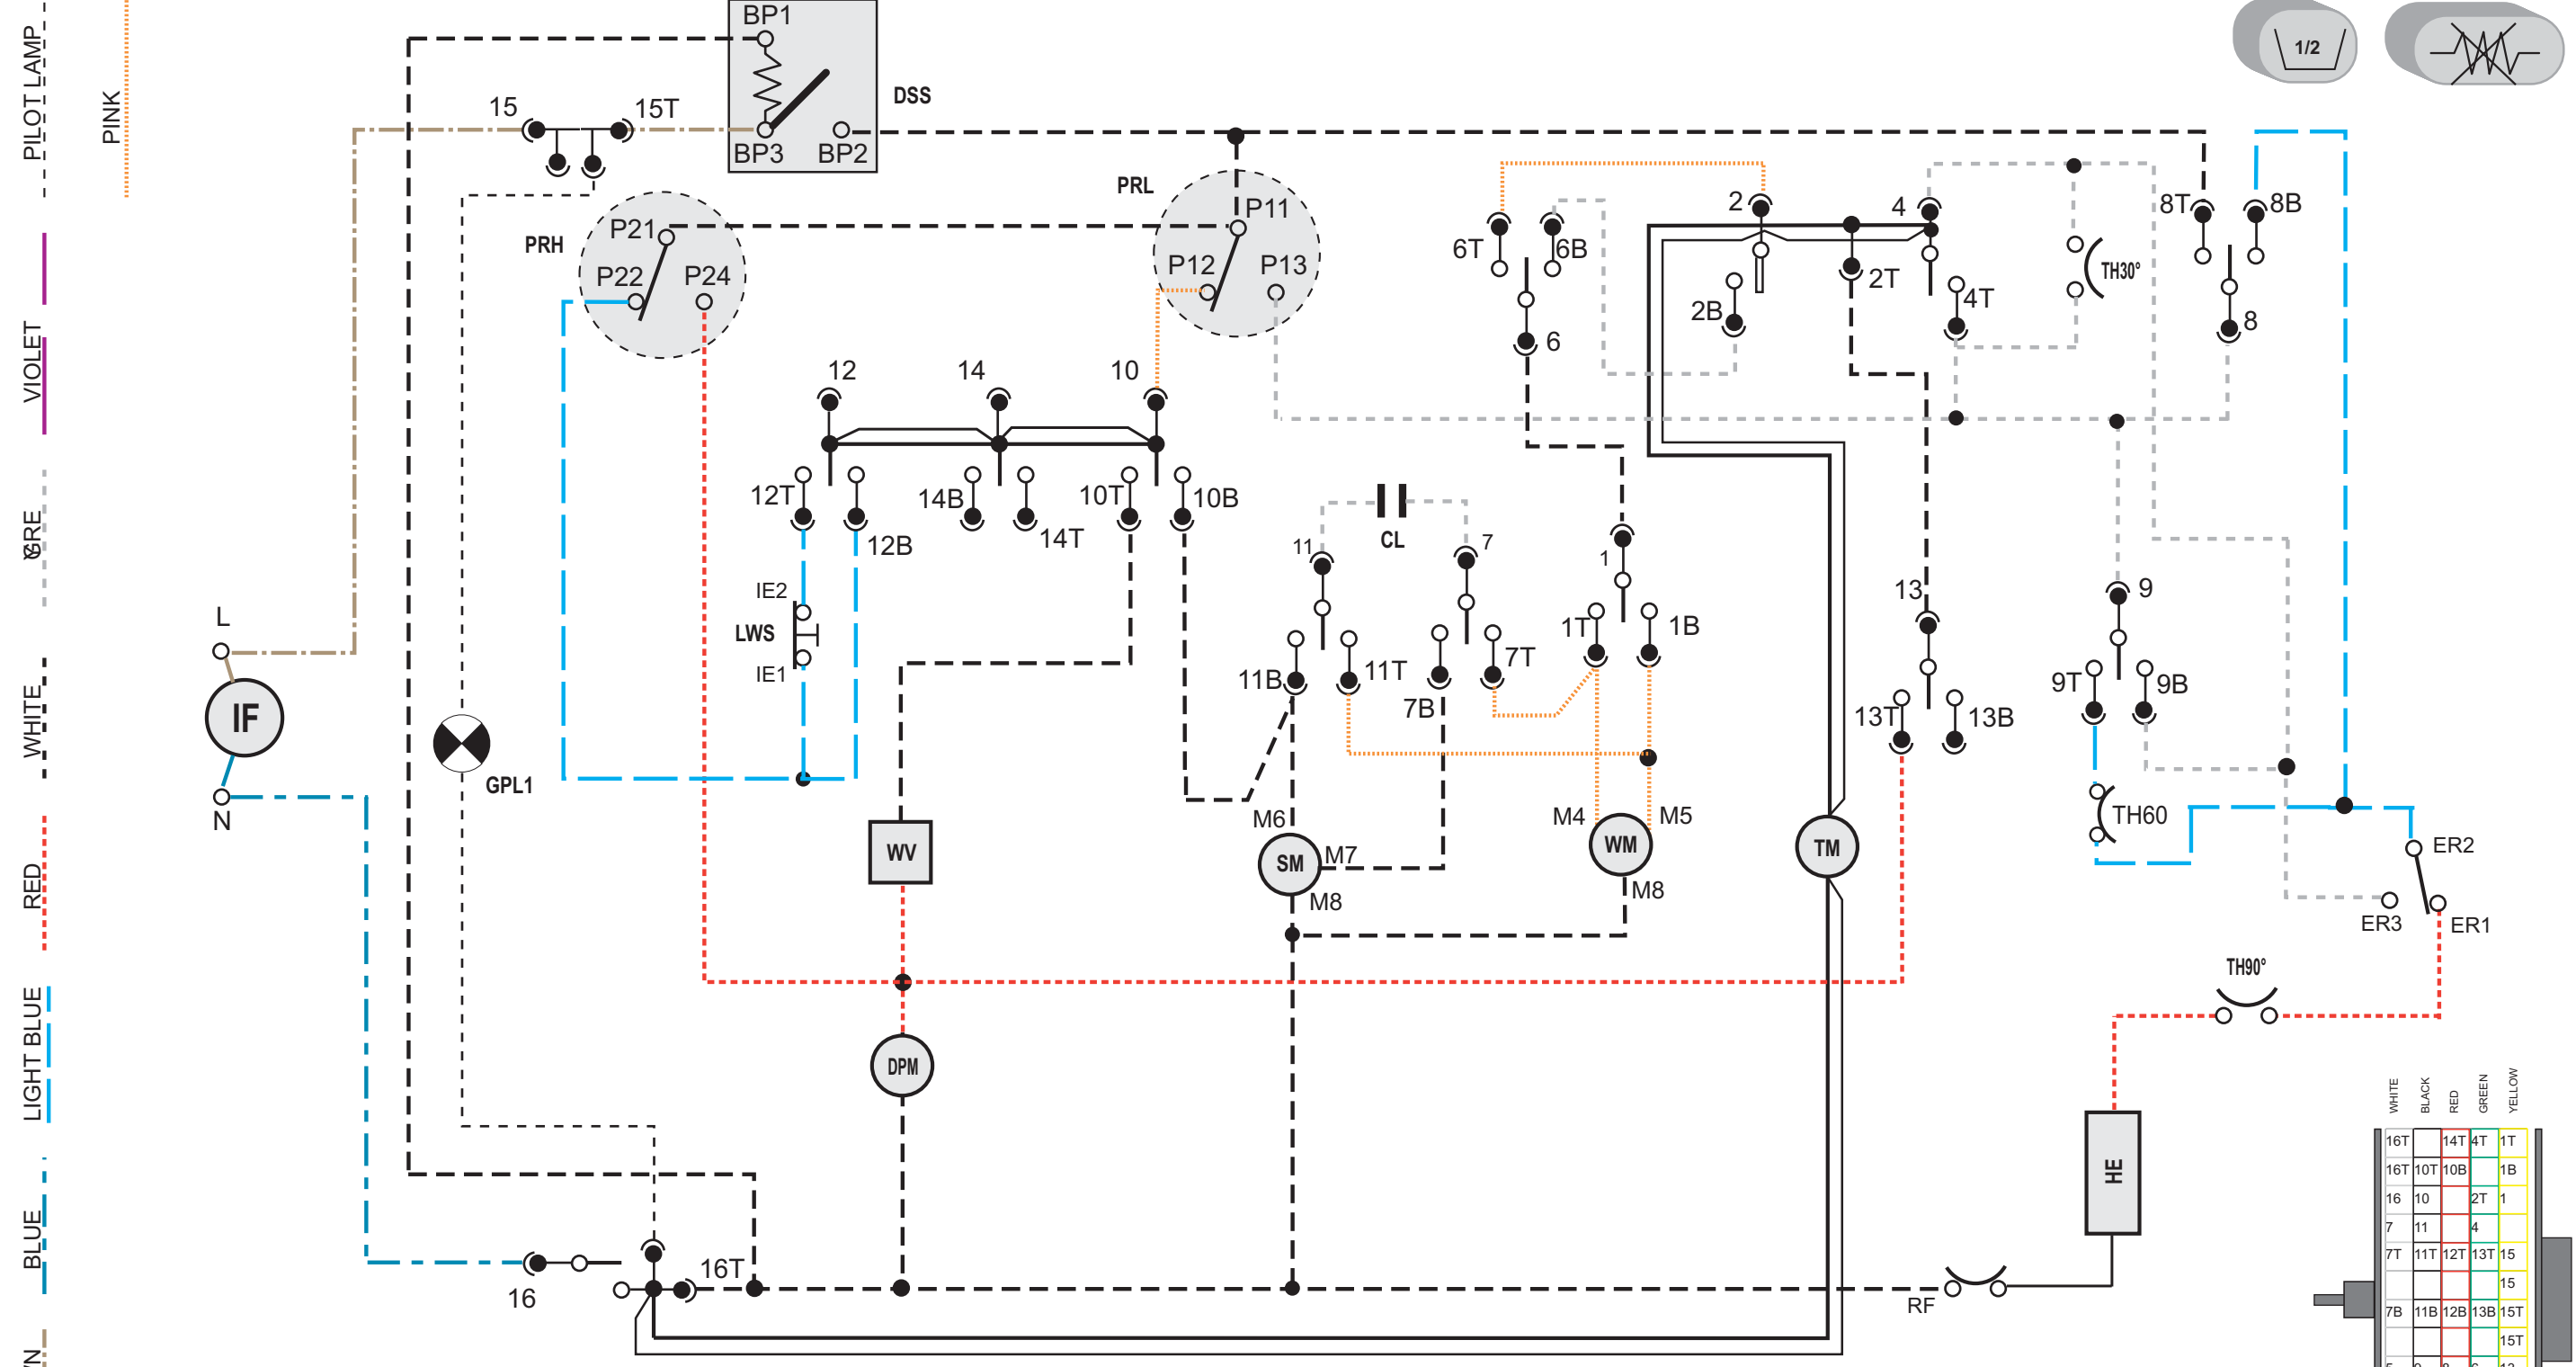 PILOT LAMP
PINK
VIOLET
GREY
WHITE
RED
LIGHT BLUE
BLUE
BP1
BP3
BP2
DSS
15
15T
1/2
PRH
P21
P22
P24
PRL
P11
P12
P13
6T
6B
6
2
2B
2T
4
4T
TH30°
8T
8B
8
12
14
10
12T
12B
14B
14T
10T
10B
IE2
LWS
IE1
CL
11
7
1
11B
11T
7B
7T
1T
1B
13
13T
13B
9
9T
9B
TH60
L
IF
N
GPL1
WV
M6
SM
M7
M8
M4
M5
WM
M8
TM
ER2
ER3
ER1
TH90°
DPM
HE
16
16T
RF
WHITE BLACK RED GREEN YELLOW
16T 14T 4T 1T
16T 10T 10B 1B
16 10 2T 1
7 11 4
7T 11T 12T 13T 15
15
7B 11B 12B 13B 15T
15T